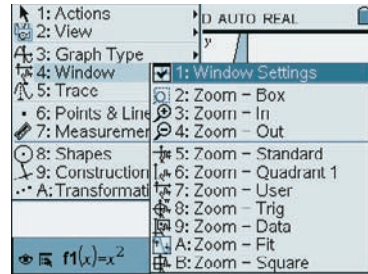 1: Actions
2: View
3: Graph Type
4: Window
5: Trace
6: Points & Line
7: Measuremer
8: Shapes
9: Construction
A: Transformati
D AUTO REAL
y
1: Window Settings
2: Zoom – Box
3: Zoom – In
4: Zoom – Out
5: Zoom – Standard
6: Zoom – Quadrant 1
7: Zoom – User
8: Zoom – Trig
9: Zoom – Data
A: Zoom – Fit
B: Zoom – Square
f1(x)=x²